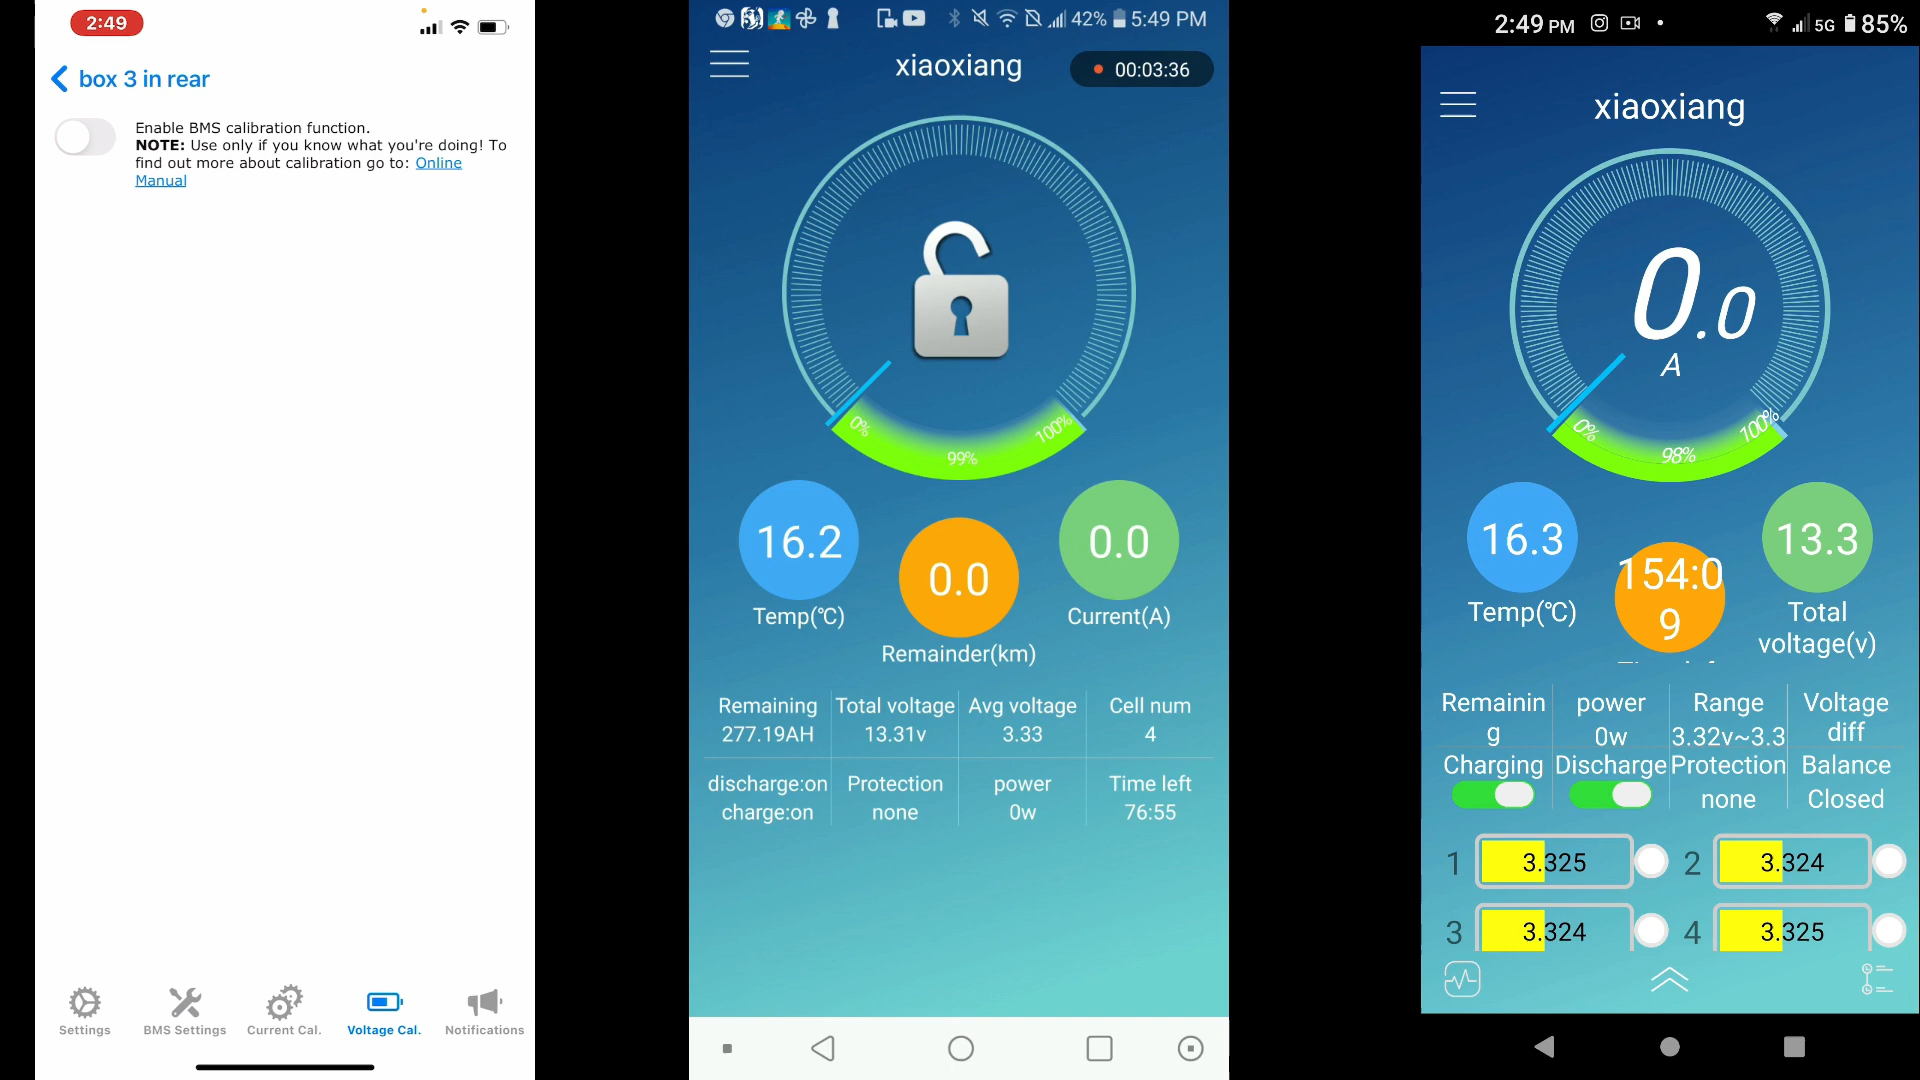 2:49
box 3 in rear
Enable BMS calibration function.
NOTE: Use only if you know what you're doing! To
find out more about calibration go to: Online
Manual
Settings
BMS Settings
Current Cal.
Voltage Cal.
Notifications
42% 5:49 PM
xiaoxiang
00:03:36
0%
99%
100%
16.2
0.0
0.0
Temp(℃)
Remainder(km)
Current(A)
Remaining
277.19AH
Total voltage
13.31v
Avg voltage
3.33
Cell num
4
discharge:on
charge:on
Protection
none
power
0w
Time left
76:55
2:49 PM
5G 85%
xiaoxiang
0.0
A
0%
98%
100%
16.3
154:0
9
13.3
Temp(℃)
Total
voltage(v)
Remainin
g
power
0w
Range
3.32v~3.3
Voltage
diff
Charging
Discharge
Protection
none
Balance
Closed
1 3.325
2 3.324
3 3.324
4 3.325